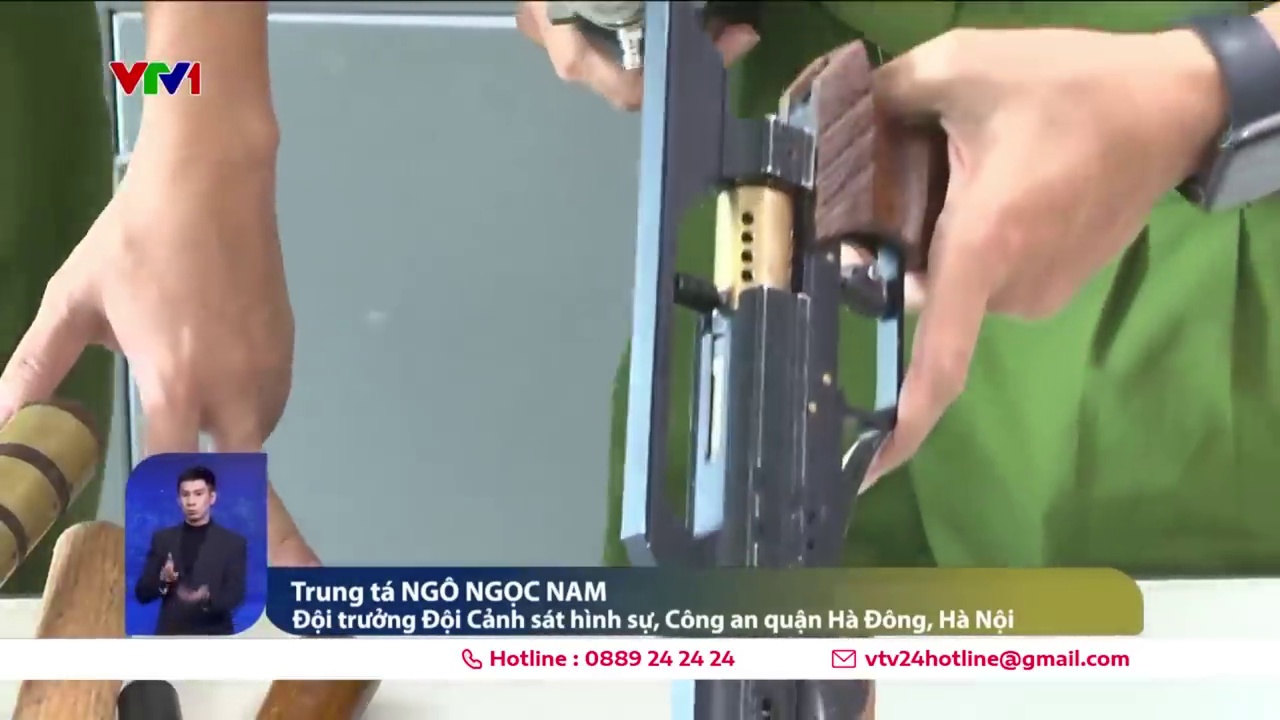 VTV1
Trung tá NGÔ NGỌC NAM
Đội trưởng Đội Cảnh sát hình sự, Công an quận Hà Đông, Hà Nội
Hotline : 0889 24 24 24
vtv24hotline@gmail.com